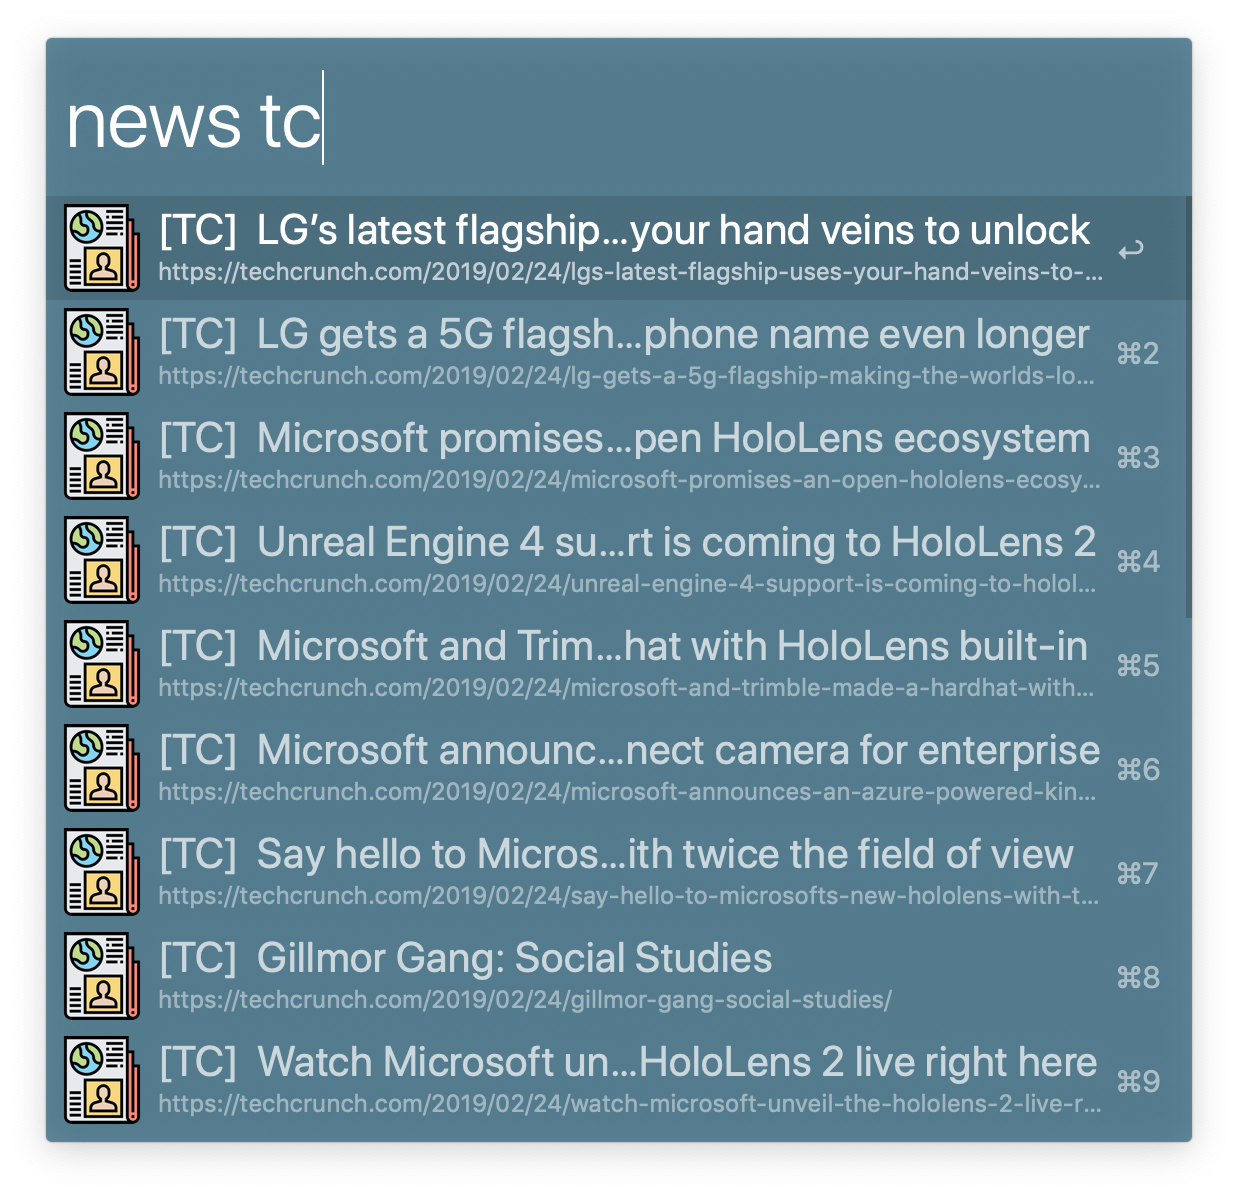 news tc
[TC] LG’s latest flagship...your hand veins to unlock
https://techcrunch.com/2019/02/24/lgs-latest-flagship-uses-your-hand-veins-to-...
↩
[TC] LG gets a 5G flagsh...phone name even longer
https://techcrunch.com/2019/02/24/lg-gets-a-5g-flagship-making-the-worlds-lo...
⌘2
[TC] Microsoft promises...pen HoloLens ecosystem
https://techcrunch.com/2019/02/24/microsoft-promises-an-open-hololens-ecosy...
⌘3
[TC] Unreal Engine 4 su...rt is coming to HoloLens 2
https://techcrunch.com/2019/02/24/unreal-engine-4-support-is-coming-to-holol...
⌘4
[TC] Microsoft and Trim...hat with HoloLens built-in
https://techcrunch.com/2019/02/24/microsoft-and-trimble-made-a-hardhat-with...
⌘5
[TC] Microsoft announc...nect camera for enterprise
https://techcrunch.com/2019/02/24/microsoft-announces-an-azure-powered-kin...
⌘6
[TC] Say hello to Micros...ith twice the field of view
https://techcrunch.com/2019/02/24/say-hello-to-microsofts-new-hololens-with-t...
⌘7
[TC] Gillmor Gang: Social Studies
https://techcrunch.com/2019/02/24/gillmor-gang-social-studies/
⌘8
[TC] Watch Microsoft un...HoloLens 2 live right here
https://techcrunch.com/2019/02/24/watch-microsoft-unveil-the-hololens-2-live-r...
⌘9